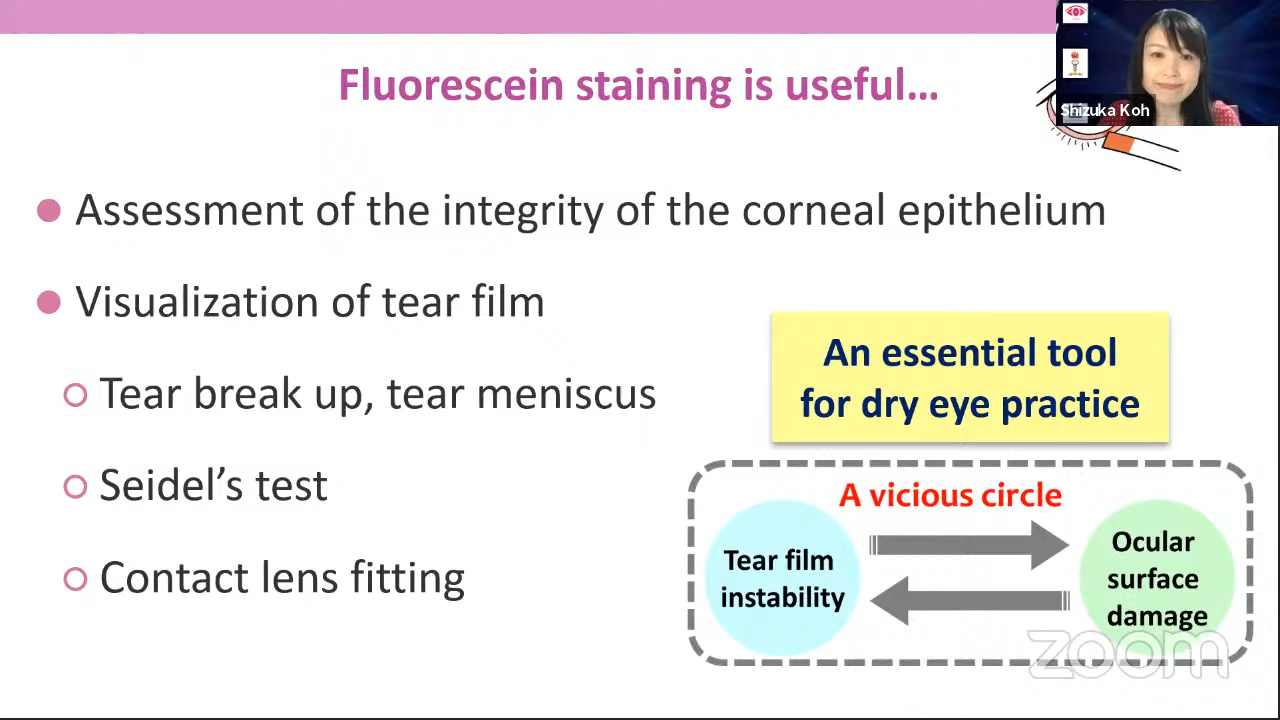 Fluorescein staining is useful…
Shizuka Koh
Assessment of the integrity of the corneal epithelium
Visualization of tear film
Tear break up, tear meniscus
Seidel’s test
Contact lens fitting
An essential tool
for dry eye practice
A vicious circle
Tear film
instability
Ocular
surface
damage
zoom